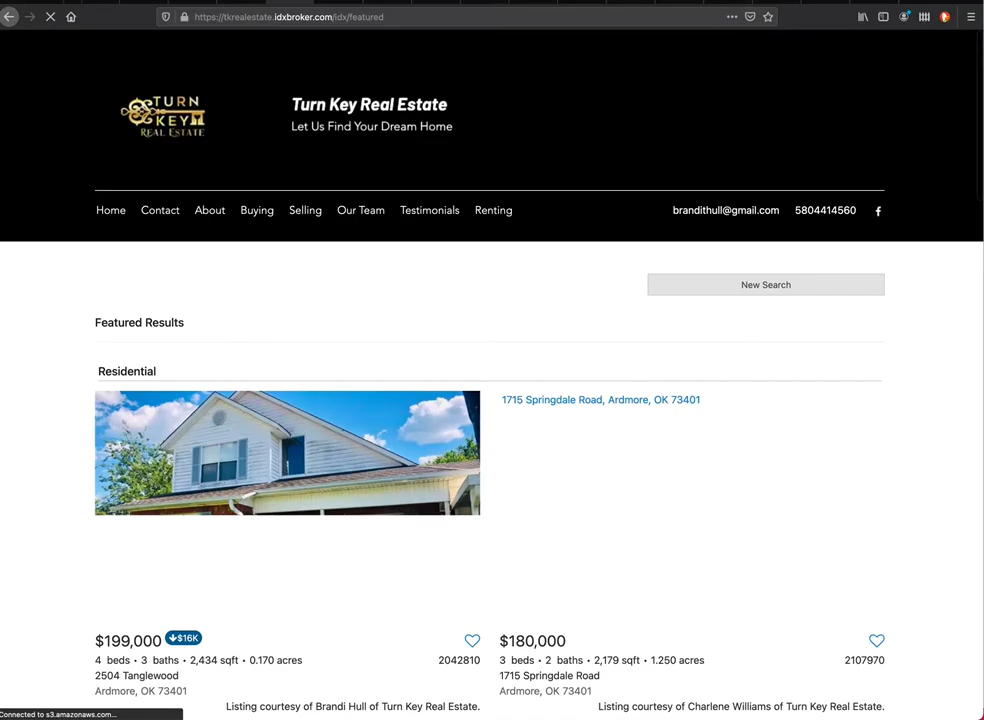 https://tkrealestate.idxbroker.com/idx/featured
TURN
KEY
REAL ESTATE
Turn Key Real Estate
Let Us Find Your Dream Home
Home Contact About Buying Selling Our Team Testimonials Renting brandithull@gmail.com 5804414560
New Search
Featured Results
Residential
1715 Springdale Road, Ardmore, OK 73401
$199,000 $16K
4 beds • 3 baths • 2,434 sqft • 0.170 acres 2042810
2504 Tanglewood
Ardmore, OK 73401
Listing courtesy of Brandi Hull of Turn Key Real Estate.
$180,000
3 beds • 2 baths • 2,179 sqft • 1.250 acres 2107970
1715 Springdale Road
Ardmore, OK 73401
Listing courtesy of Charlene Williams of Turn Key Real Estate.
Connected to s3.amazonaws.com...